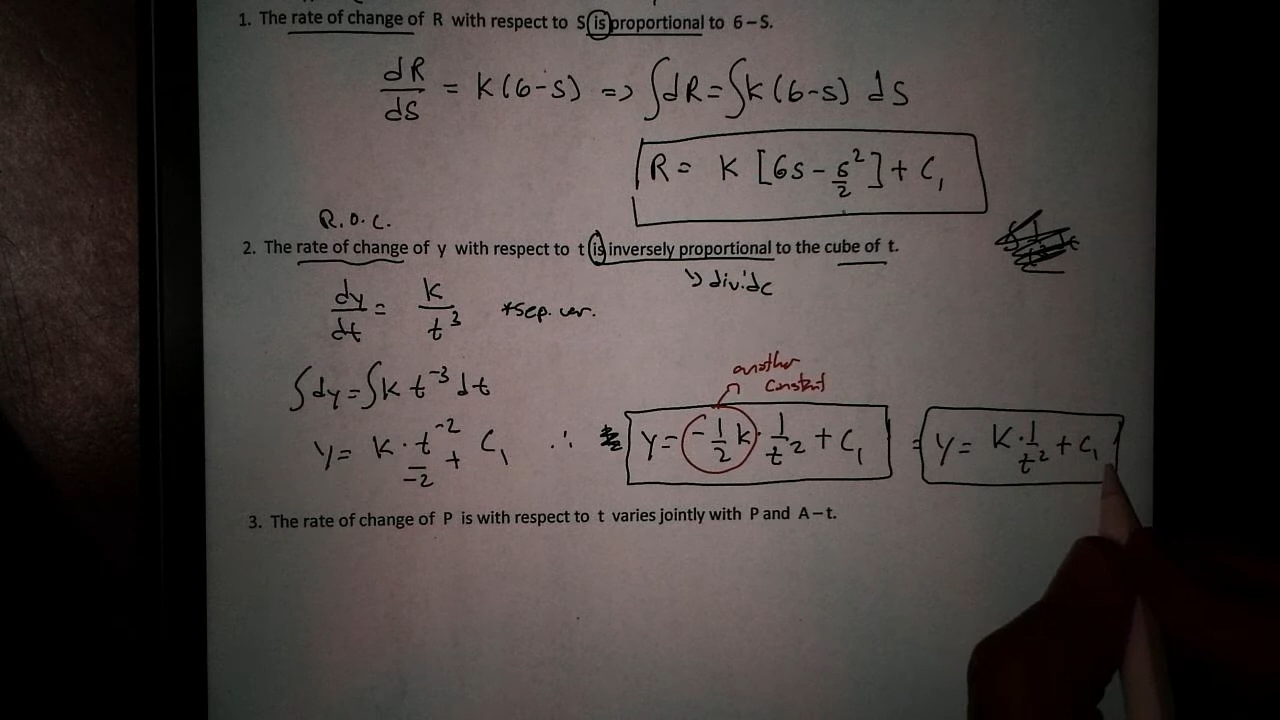 1. The rate of change of R with respect to S is proportional to 6 – S.
dR/dS = K(6-S) => ∫dR = ∫K(6-S) dS
R = K [6S - S²/2] + C₁
R.O.C.
2. The rate of change of y with respect to t is inversely proportional to the cube of t.
↳ divide
dy/dt = k/t³ *sep. var.
another
constant
∫dy = ∫k t⁻³ dt
y = k · t⁻²/-2 + C₁ ∴ y = -1/2 k · 1/t² + C₁ = y = K · 1/t² + C₁
3. The rate of change of P is with respect to t varies jointly with P and A – t.